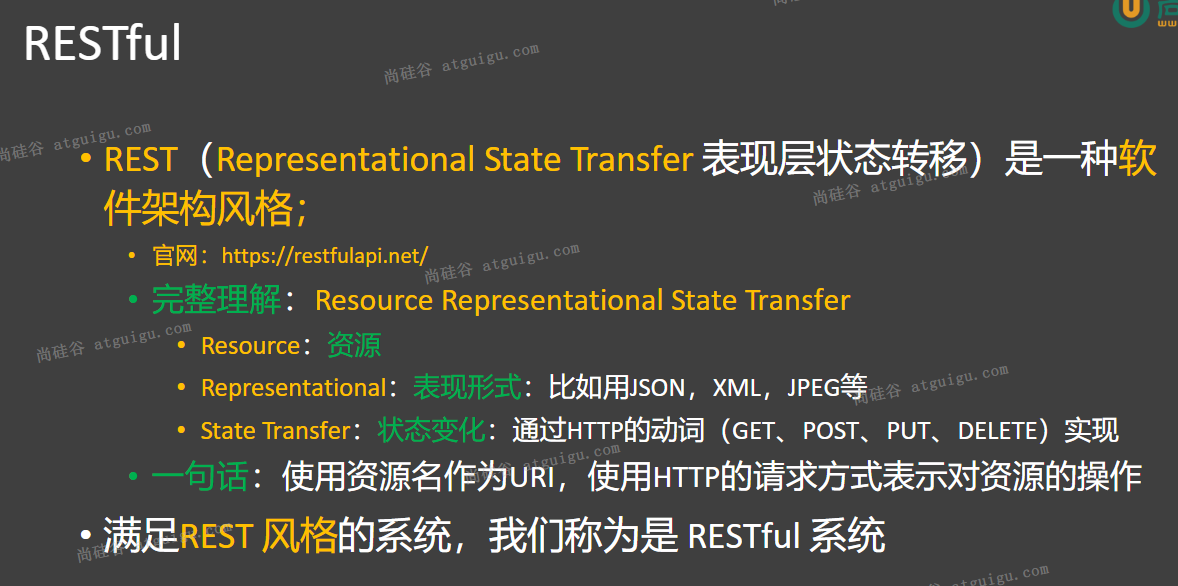 RESTful
尚硅谷 atguigu.com
尚硅谷 atguigu.com
• REST（Representational State Transfer 表现层状态转移）是一种软
件架构风格；
尚硅谷 atguigu.com
• 官网：https://restfulapi.net/
尚硅谷 atguigu.com
• 完整理解：Resource Representational State Transfer
尚硅谷 atguigu.com
• Resource：资源
• Representational：表现形式：比如用JSON，XML，JPEG等
尚硅谷 atguigu.com
• State Transfer：状态变化：通过HTTP的动词（GET、POST、PUT、DELETE）实现
• 一句话：使用资源名作为URI，使用HTTP的请求方式表示对资源的操作
尚硅谷 atguigu.com
• 满足REST 风格的系统，我们称为是 RESTful 系统
尚硅谷 atguigu.com
atguigu.com